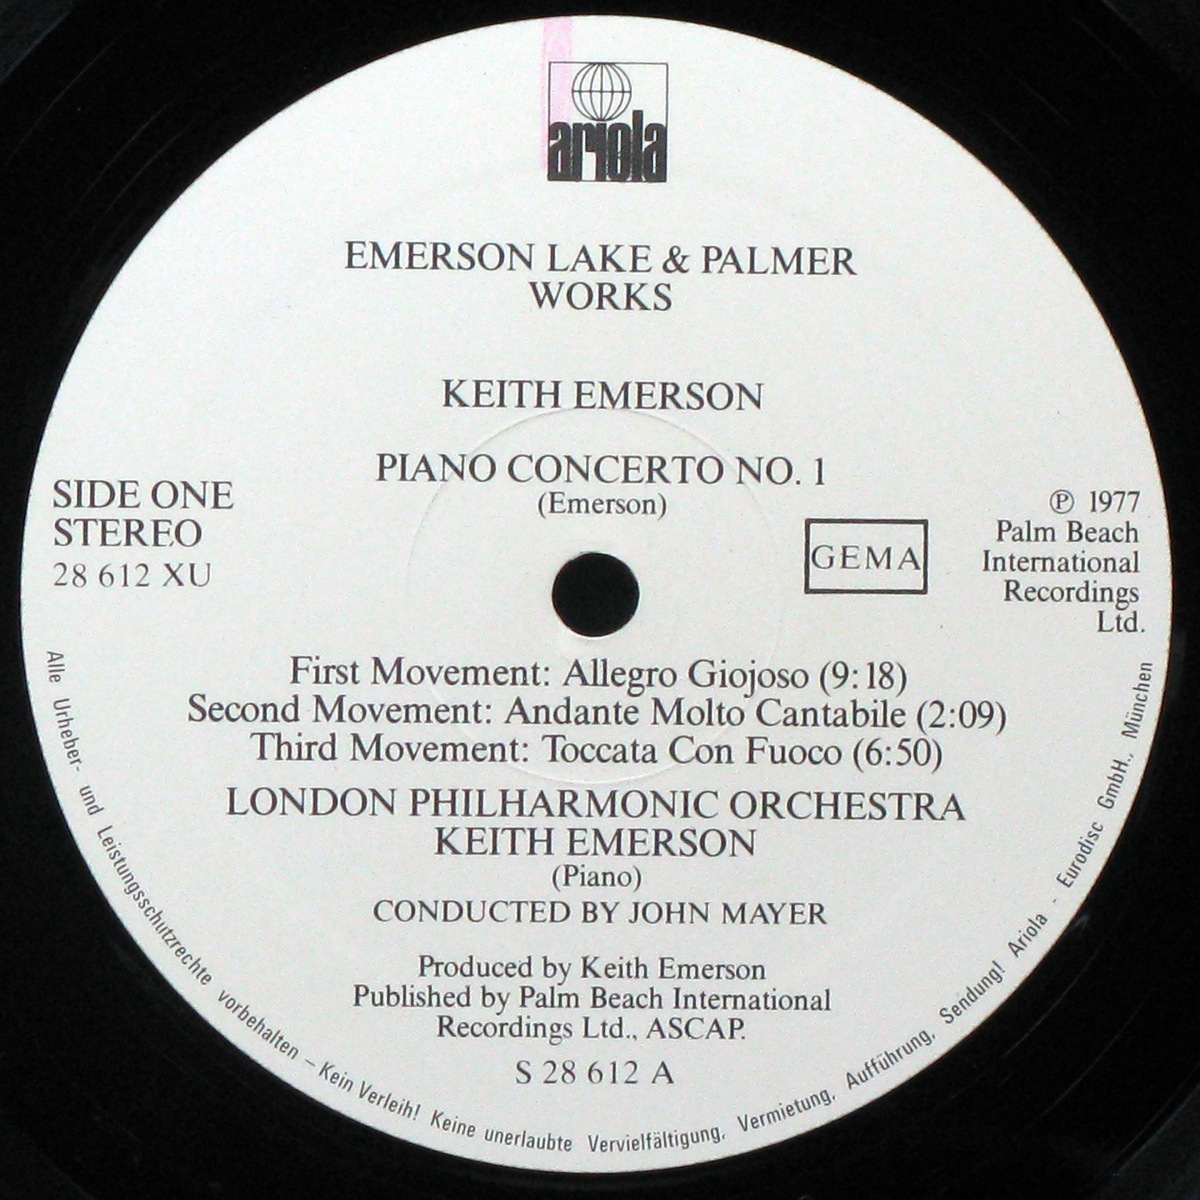 ariola
EMERSON LAKE & PALMER
WORKS
KEITH EMERSON
PIANO CONCERTO NO. 1
(Emerson)
SIDE ONE
STEREO
28 612 XU
GEMA
℗ 1977
Palm Beach
International
Recordings
Ltd.
First Movement: Allegro Giojoso (9:18)
Second Movement: Andante Molto Cantabile (2:09)
Third Movement: Toccata Con Fuoco (6:50)
LONDON PHILHARMONIC ORCHESTRA
KEITH EMERSON
(Piano)
CONDUCTED BY JOHN MAYER
Produced by Keith Emerson
Published by Palm Beach International
Recordings Ltd., ASCAP.
S 28 612 A
Alle Urheber- und Leistungsschutzrechte vorbehalten – Kein Verleih! Keine unerlaubte Vervielfältigung, Vermietung, Aufführung, Sendung! Ariola - Eurodisc GmbH., München